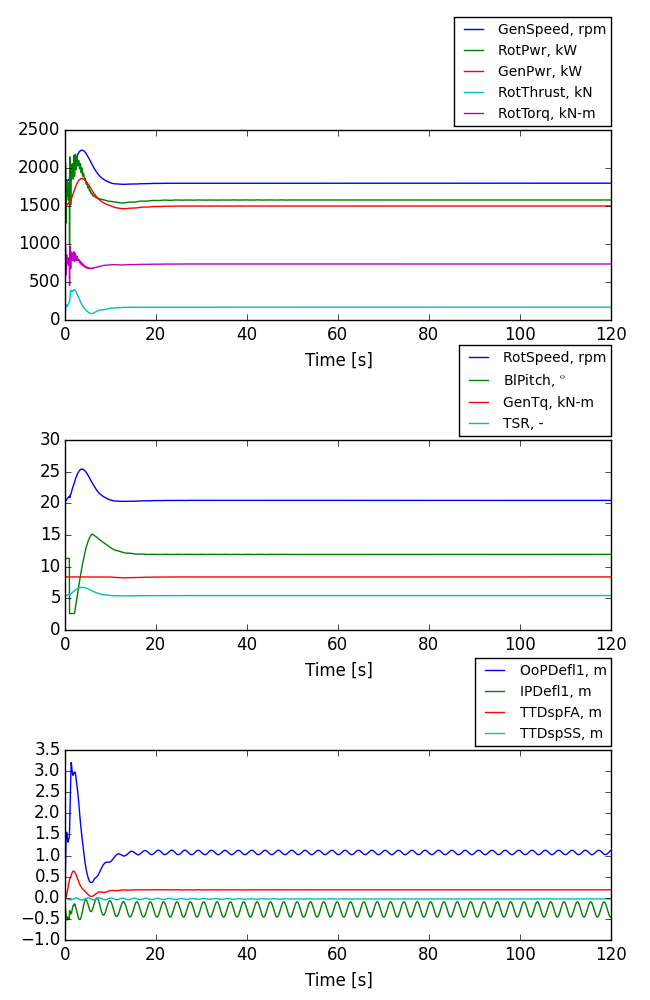 GenSpeed, rpm
RotPwr, kW
GenPwr, kW
RotThrust, kN
RotTorq, kN-m
2500
2000
1500
1000
500
0
0 20 40 60 80 100 120
Time [s]
RotSpeed, rpm
BlPitch, °
GenTq, kN-m
TSR, -
30
25
20
15
10
5
0
0 20 40 60 80 100 120
Time [s]
OoPDefl1, m
IPDefl1, m
TTDspFA, m
TTDspSS, m
3.5
3.0
2.5
2.0
1.5
1.0
0.5
0.0
−0.5
−1.0
0 20 40 60 80 100 120
Time [s]